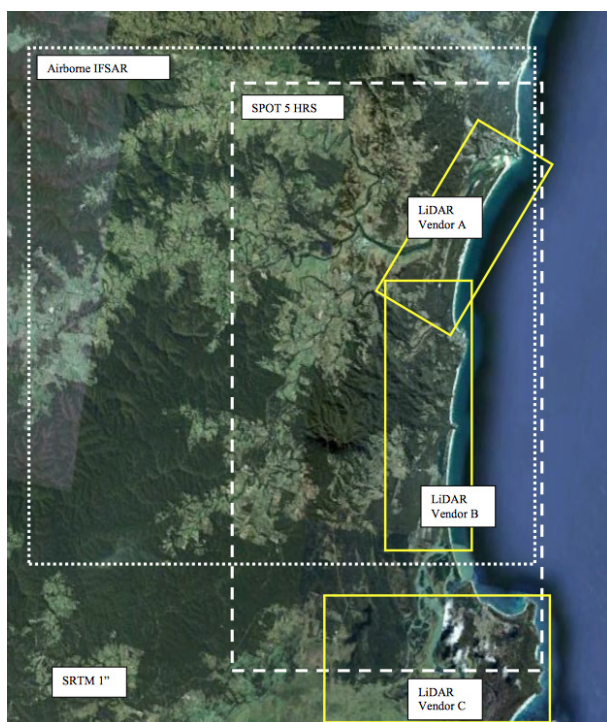 Airborne IFSAR
SPOT 5 HRS
LiDAR
Vendor A
LiDAR
Vendor B
SRTM 1”
LiDAR
Vendor C